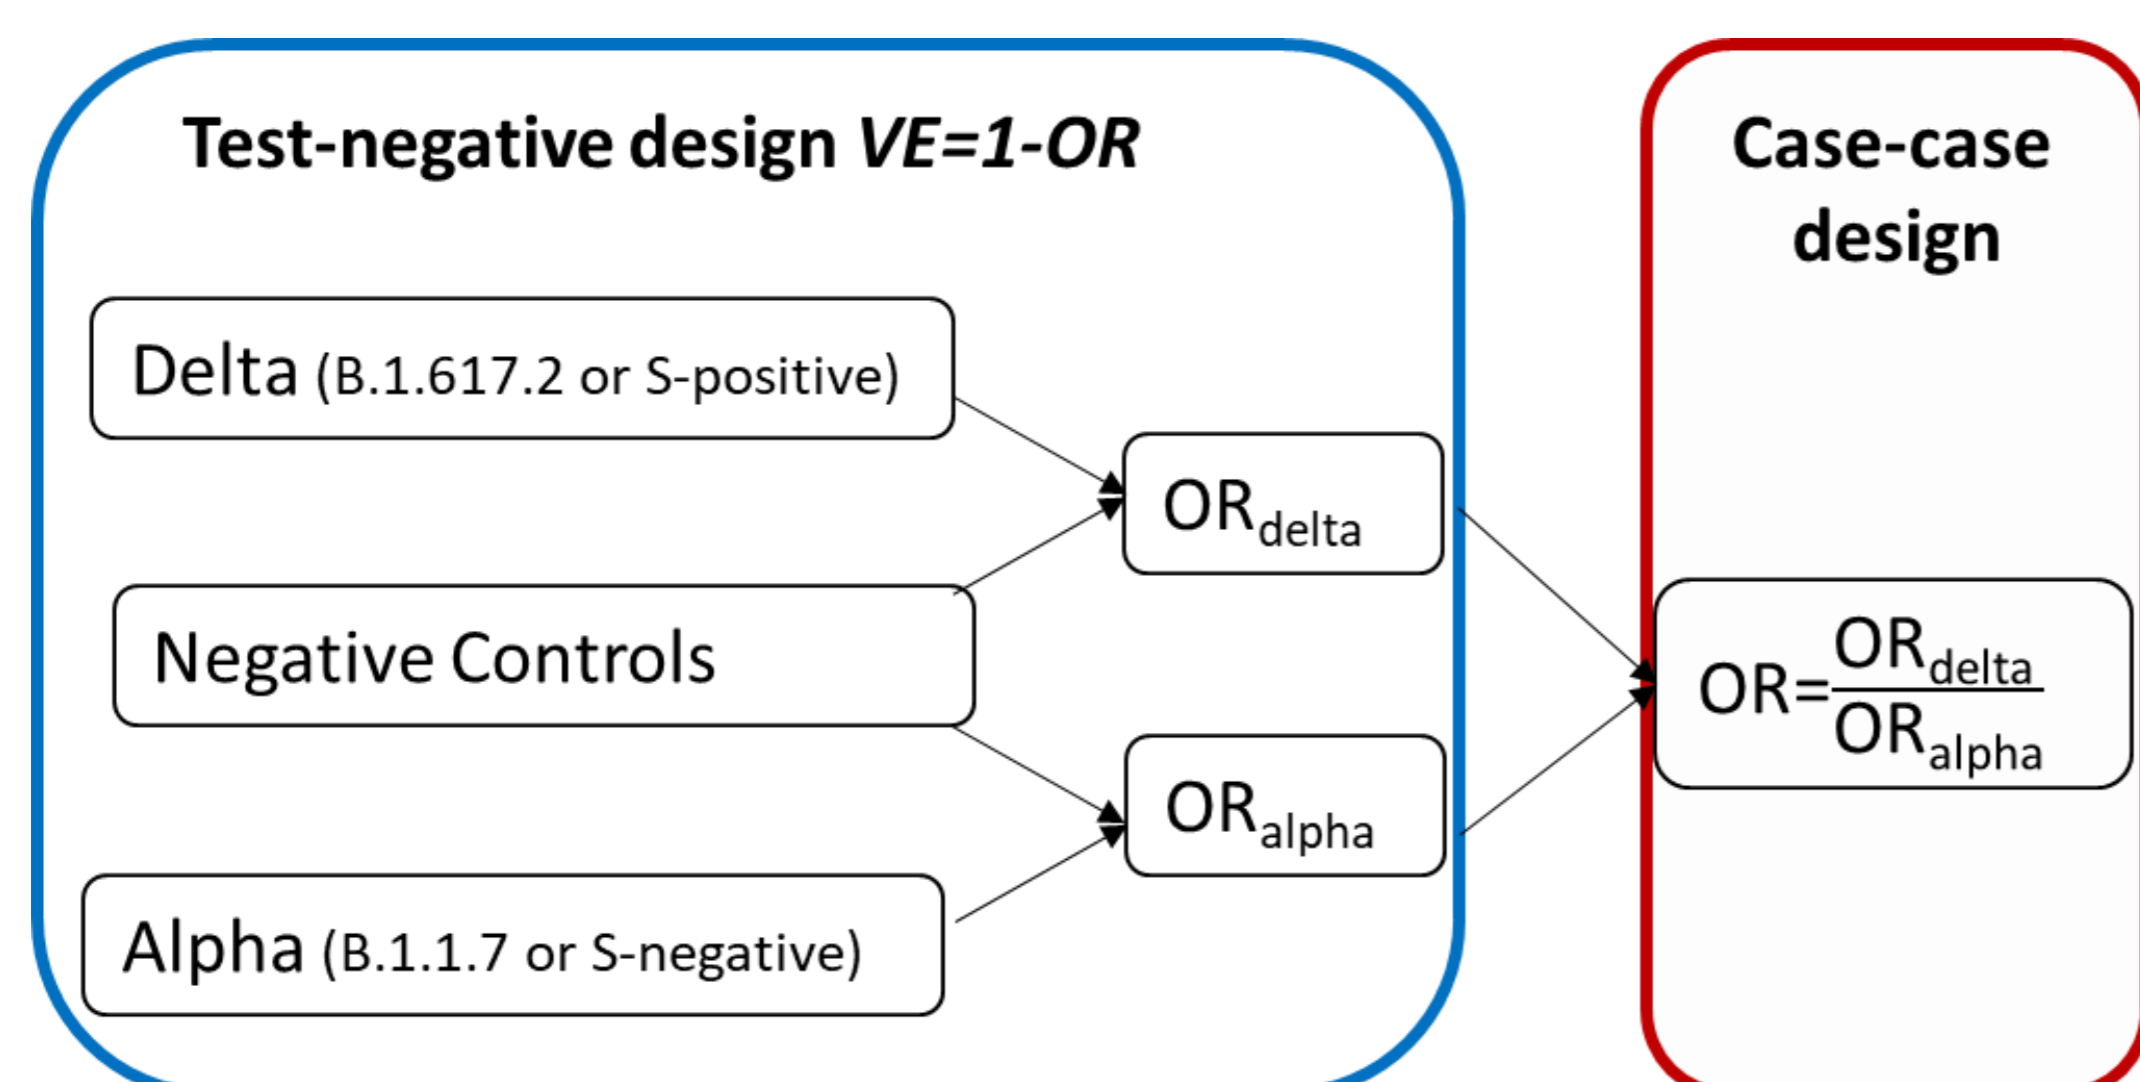 Test-negative design VE=1-OR
Delta (B.1.617.2 or S-positive)
Negative Controls
Alpha (B.1.1.7 or S-negative)
ORdelta
ORalpha
Case-case
design
OR=ORdelta/ORalpha